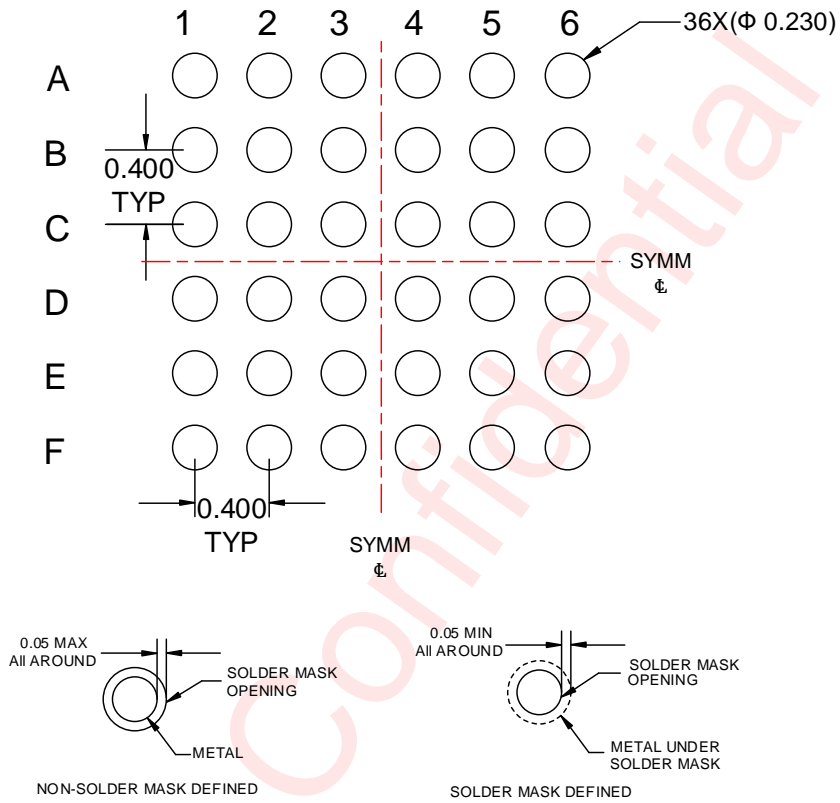 1 2 3 4 5 6
36X(Φ 0.230)
A
B
0.400
TYP
C
SYMM
℄
D
E
F
0.400
TYP
SYMM
℄
0.05 MAX
All AROUND
SOLDER MASK
OPENING
METAL
NON-SOLDER MASK DEFINED
0.05 MIN
All AROUND
SOLDER MASK
OPENING
METAL UNDER
SOLDER MASK
SOLDER MASK DEFINED
Confidential